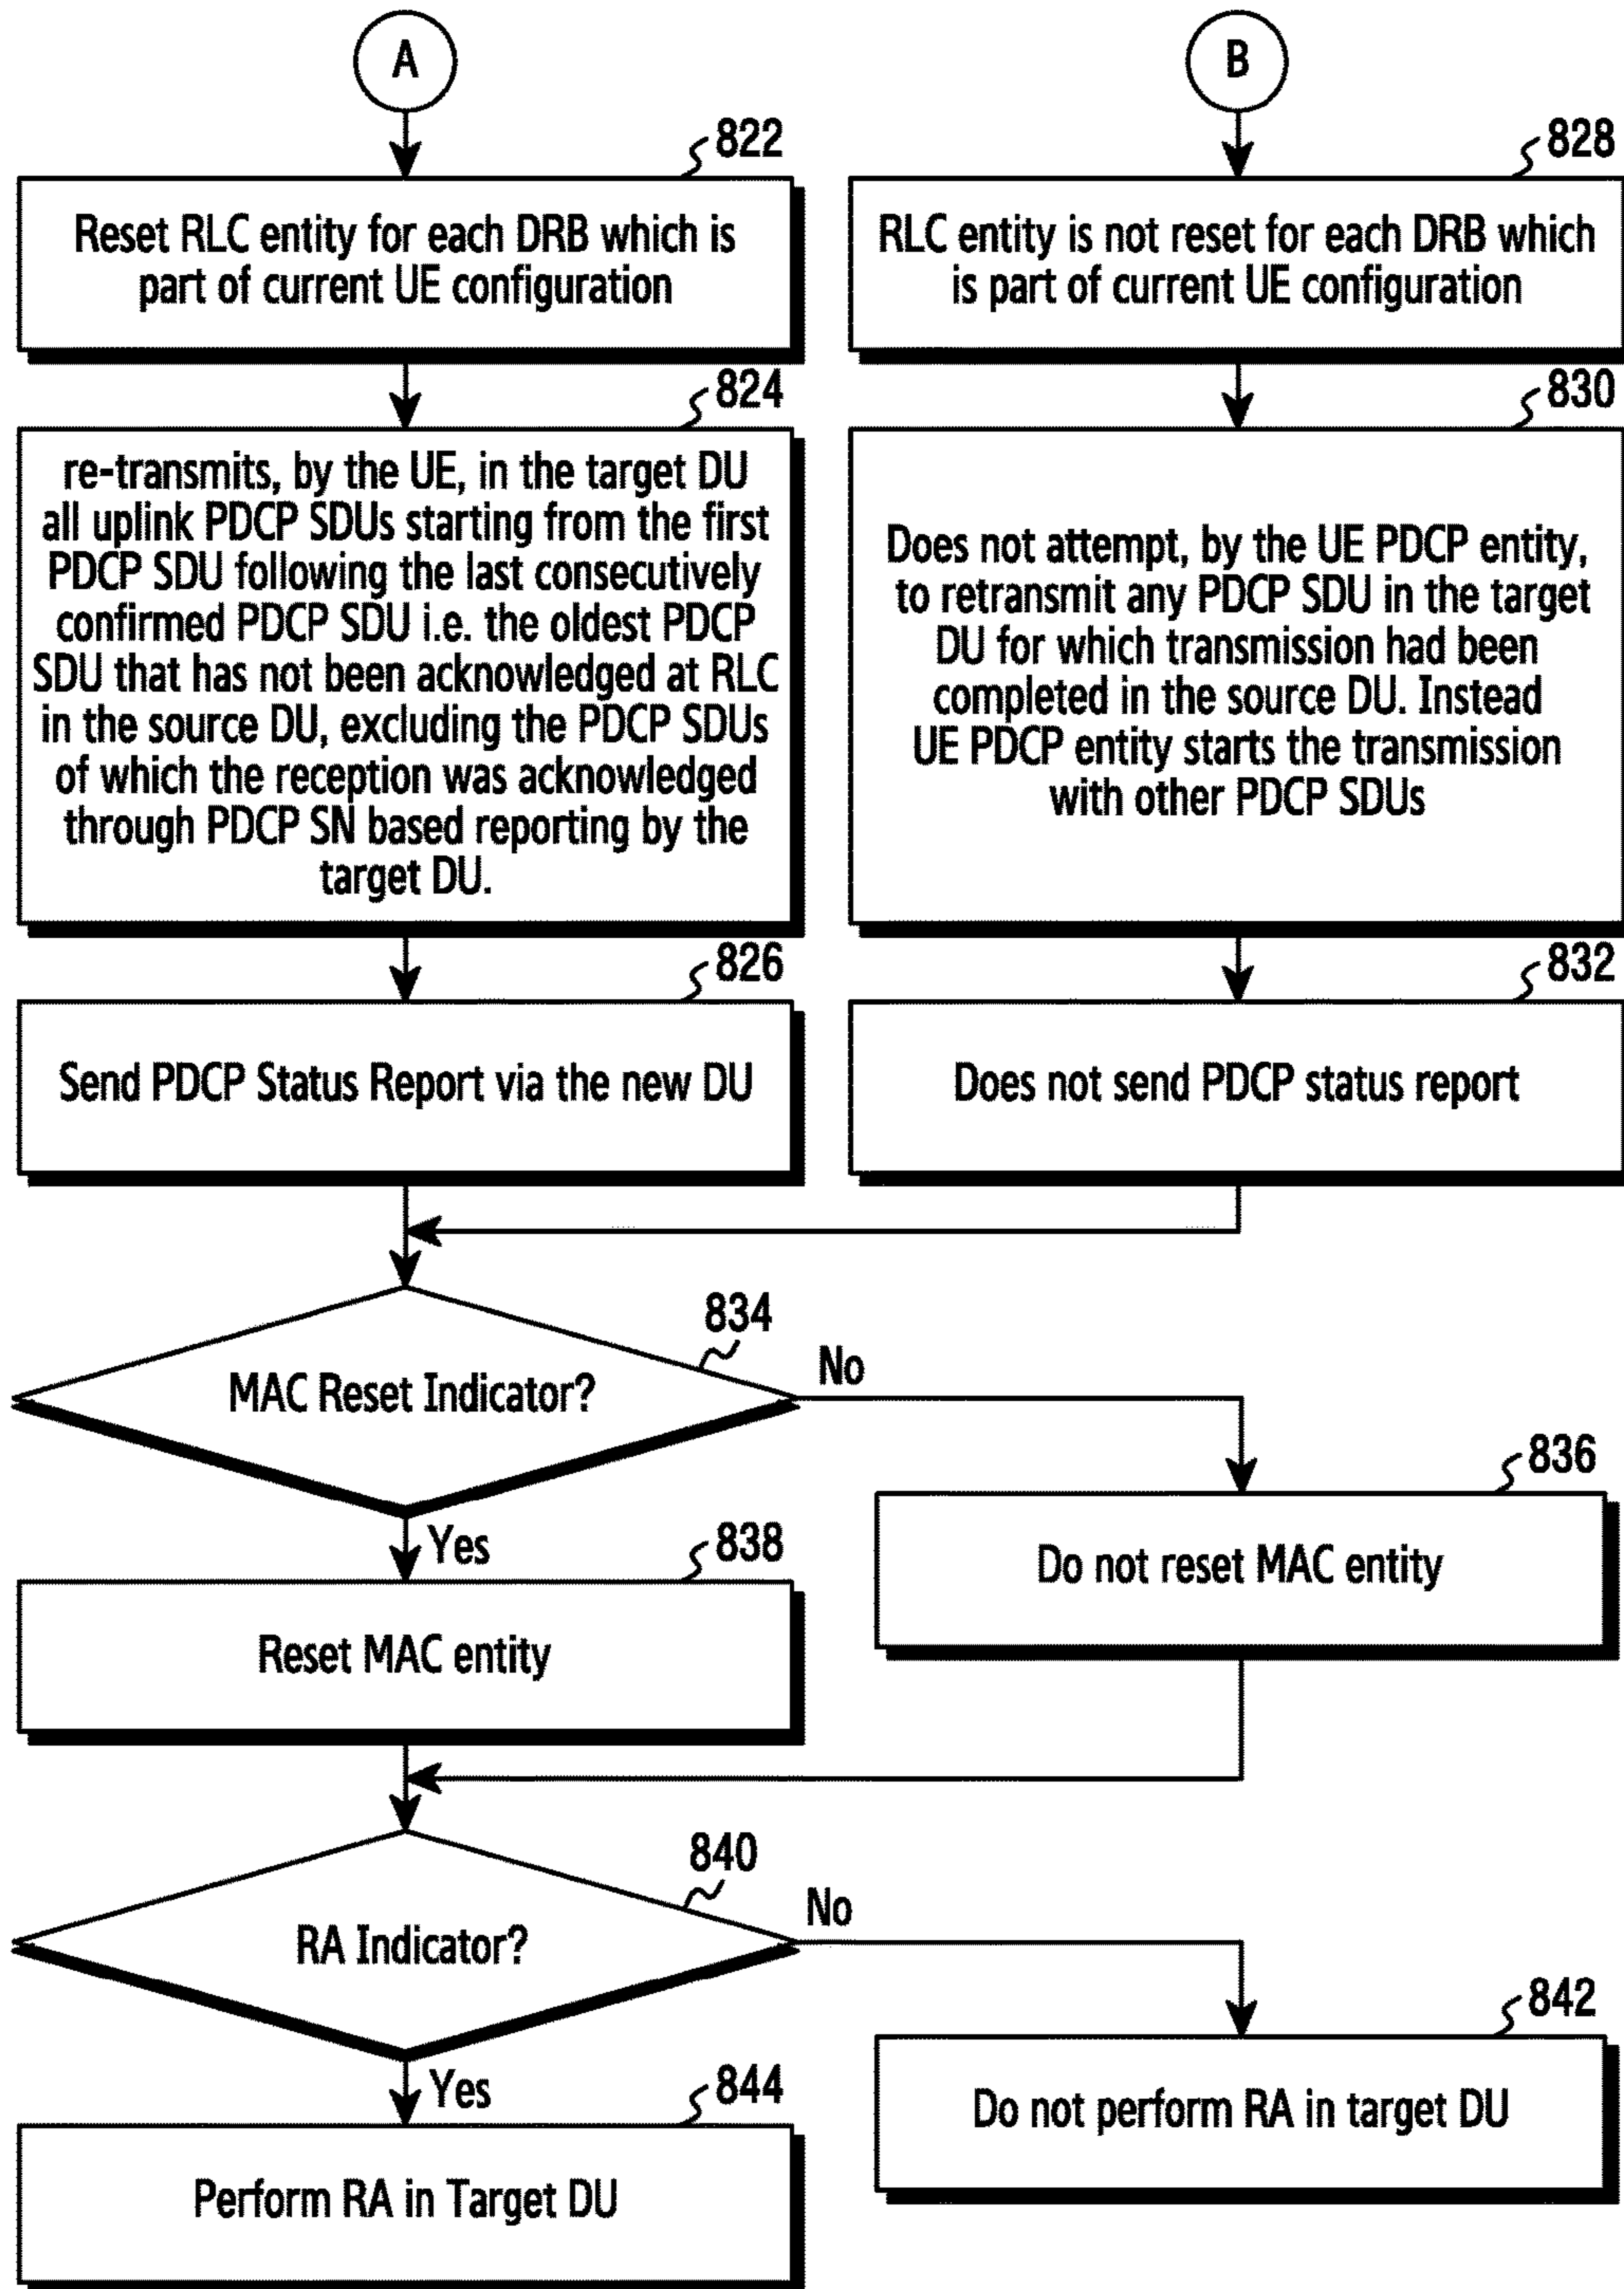 A
822
Reset RLC entity for each DRB which is
part of current UE configuration
824
re-transmits, by the UE, in the target DU
all uplink PDCP SDUs starting from the first
PDCP SDU following the last consecutively
confirmed PDCP SDU i.e. the oldest PDCP
SDU that has not been acknowledged at RLC
in the source DU, excluding the PDCP SDUs
of which the reception was acknowledged
through PDCP SN based reporting by the
target DU.
826
Send PDCP Status Report via the new DU
B
828
RLC entity is not reset for each DRB which
is part of current UE configuration
830
Does not attempt, by the UE PDCP entity,
to retransmit any PDCP SDU in the target
DU for which transmission had been
completed in the source DU. Instead
UE PDCP entity starts the transmission
with other PDCP SDUs
832
Does not send PDCP status report
834
MAC Reset Indicator?
No
836
Do not reset MAC entity
Yes
838
Reset MAC entity
840
RA Indicator?
No
842
Do not perform RA in target DU
Yes
844
Perform RA in Target DU